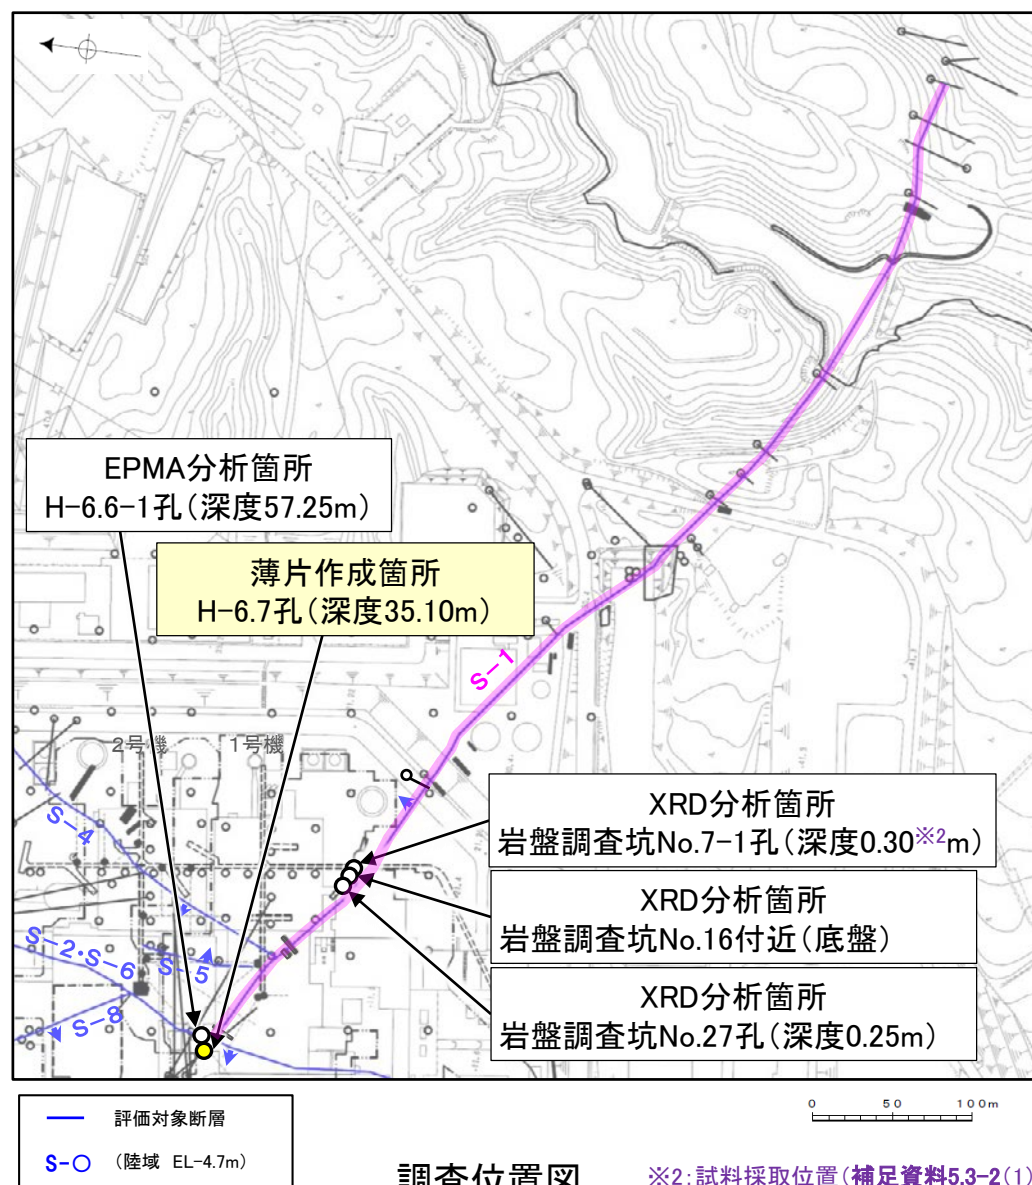 EPMA分析箇所
H-6.6-1孔(深度57.25m)
薄片作成箇所
H-6.7孔(深度35.10m)
S-1
2号機
1号機
S-4
XRD分析箇所
岩盤調査坑No.7-1孔(深度0.30※2m)
XRD分析箇所
岩盤調査坑No.16付近(底盤)
S-2・S-6
S-5
XRD分析箇所
岩盤調査坑No.27孔(深度0.25m)
S-8
0 50 100m
評価対象断層
S-○ (陸域 EL-4.7m)
調査位置図
※2:試料採取位置(補足資料5.3-2(1)